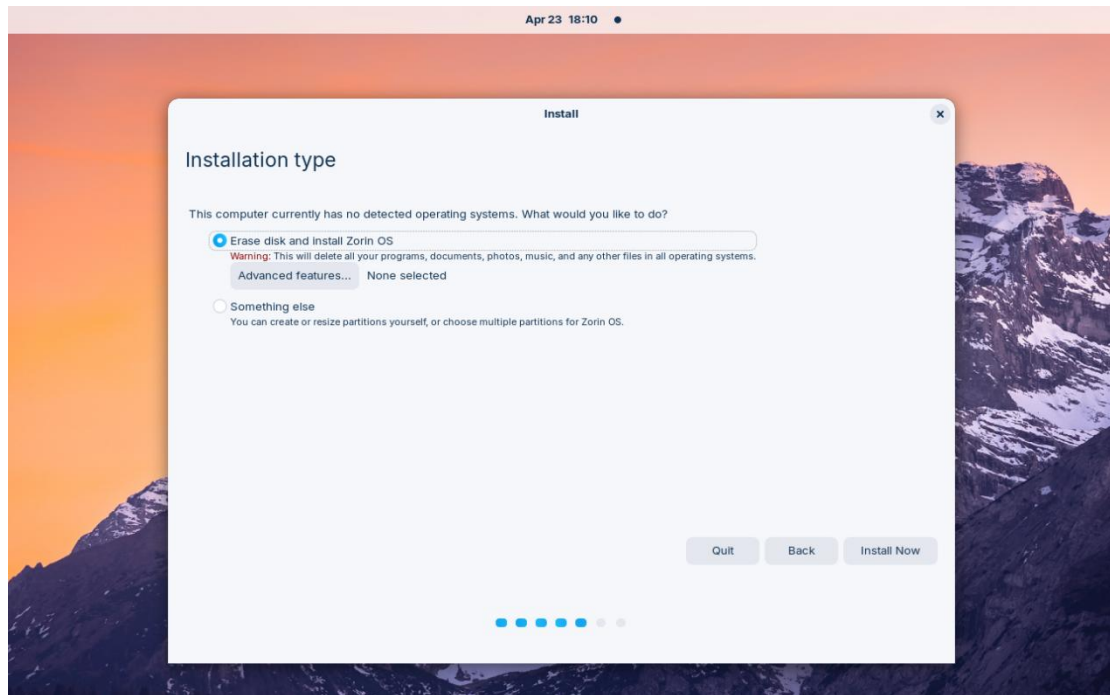 Apr 23 18:10
Install
Installation type
This computer currently has no detected operating systems. What would you like to do?
Erase disk and install Zorin OS
Warning: This will delete all your programs, documents, photos, music, and any other files in all operating systems.
Advanced features... None selected
Something else
You can create or resize partitions yourself, or choose multiple partitions for Zorin OS.
Quit Back Install Now